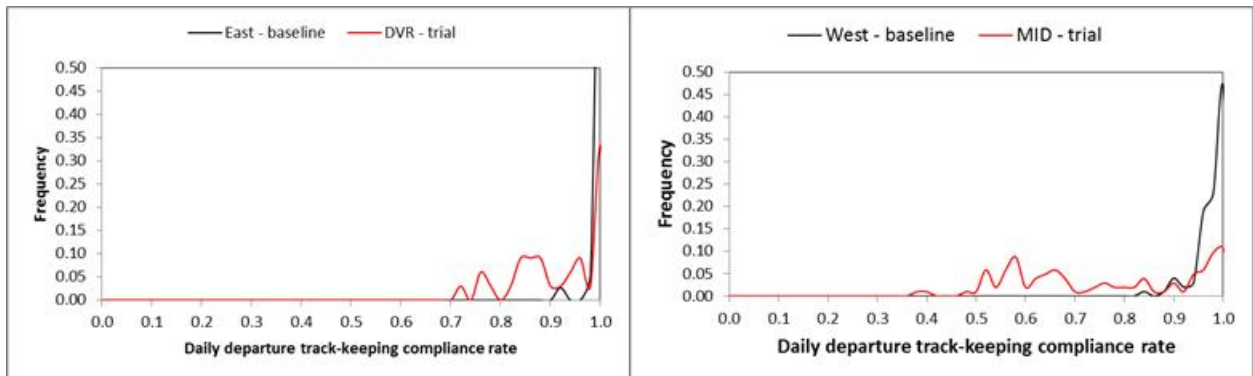 East - baseline DVR - trial
0.50
0.45
0.40
0.35
0.30
0.25
0.20
0.15
0.10
0.05
0.00
Frequency
0.0 0.1 0.2 0.3 0.4 0.5 0.6 0.7 0.8 0.9 1.0
Daily departure track-keeping compliance rate
West - baseline MID - trial
0.50
0.45
0.40
0.35
0.30
0.25
0.20
0.15
0.10
0.05
0.00
Frequency
0.0 0.1 0.2 0.3 0.4 0.5 0.6 0.7 0.8 0.9 1.0
Daily departure track-keeping compliance rate